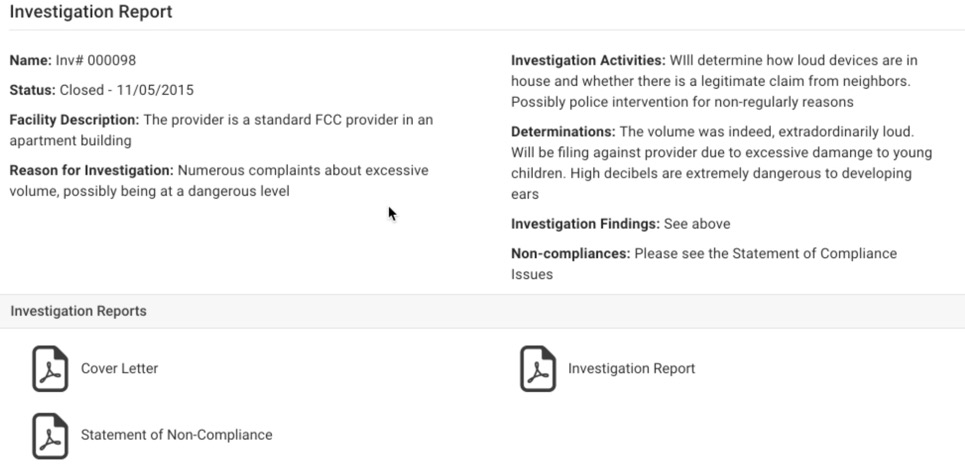 Investigation Report
Name: Inv# 000098
Status: Closed - 11/05/2015
Facility Description: The provider is a standard FCC provider in an
apartment building
Reason for Investigation: Numerous complaints about excessive
volume, possibly being at a dangerous level
Investigation Activities: WIll determine how loud devices are in
house and whether there is a legitimate claim from neighbors.
Possibly police intervention for non-regularly reasons
Determinations: The volume was indeed, extradordinarily loud.
Will be filing against provider due to excessive damange to young
children. High decibels are extremely dangerous to developing
ears
Investigation Findings: See above
Non-compliances: Please see the Statement of Compliance
Issues
Investigation Reports
Cover Letter
Investigation Report
Statement of Non-Compliance